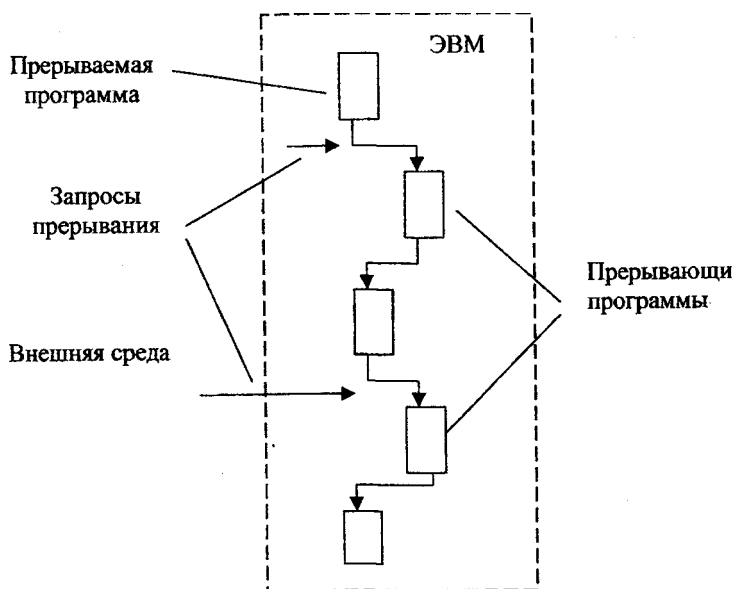 ЭВМ
Прерываемая
программа
Запросы
прерывания
Прерывающи
программы
Внешняя среда